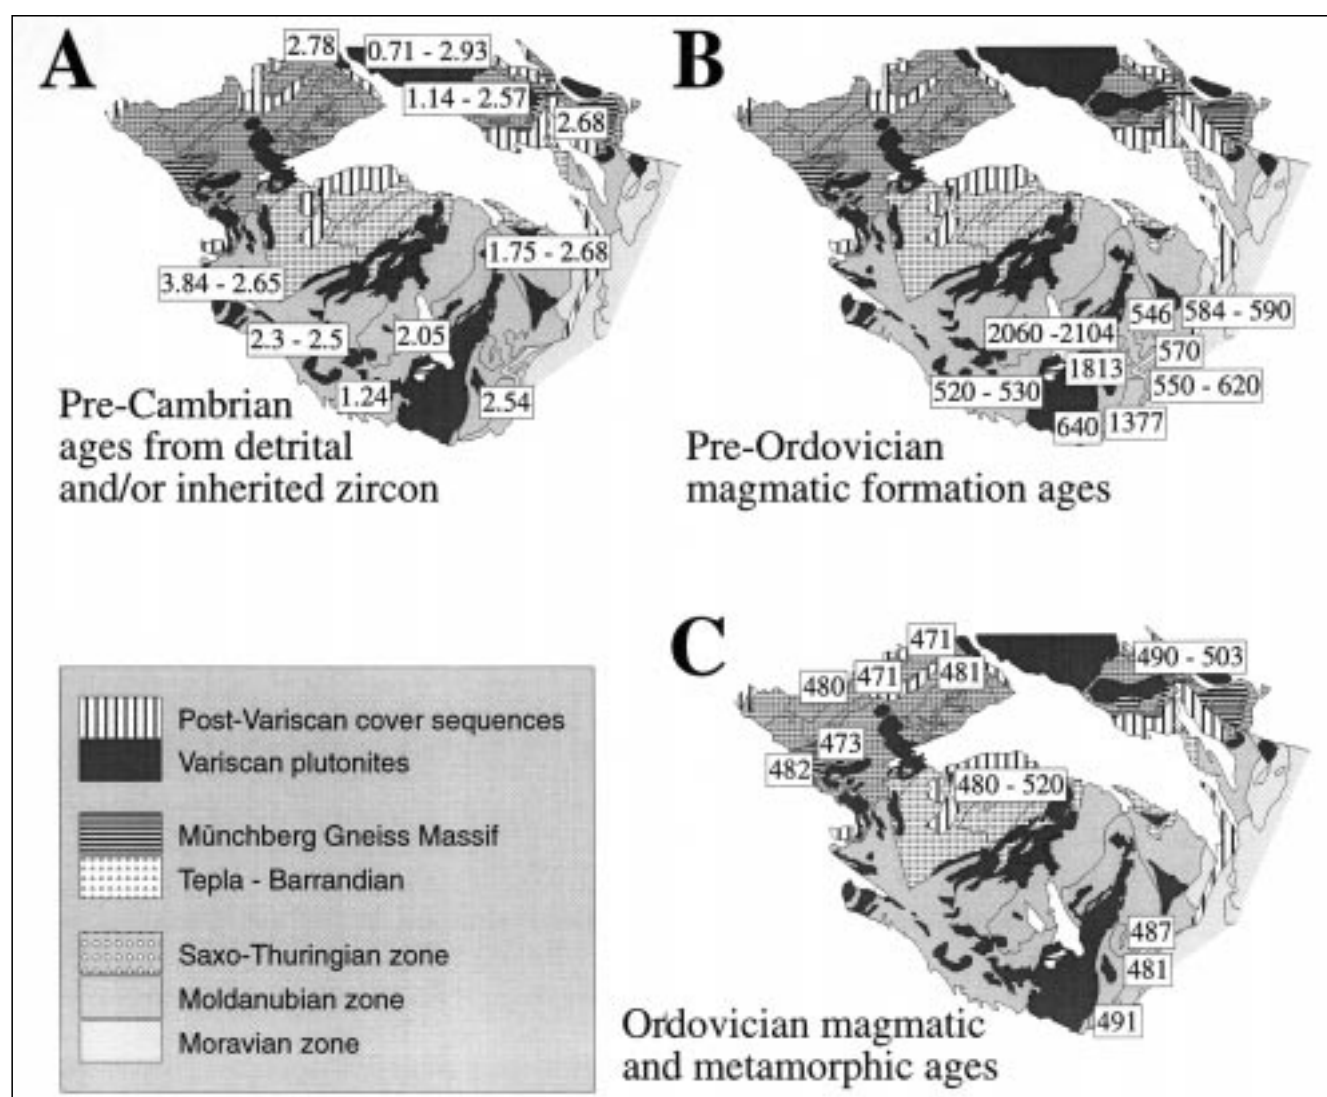 A
2.78
0.71 - 2.93
1.14 - 2.57
2.68
1.75 - 2.68
3.84 - 2.65
2.3 - 2.5
2.05
1.24
2.54
Pre-Cambrian
ages from detrital
and/or inherited zircon
B
546
584 - 590
2060 -2104
570
1813
520 - 530
550 - 620
640
1377
Pre-Ordovician
magmatic formation ages
Post-Variscan cover sequences
Variscan plutonites
Münchberg Gneiss Massif
Tepla - Barrandian
Saxo-Thuringian zone
Moldanubian zone
Moravian zone
C
471
490 - 503
471
481
480
473
482
480 - 520
487
481
491
Ordovician magmatic
and metamorphic ages